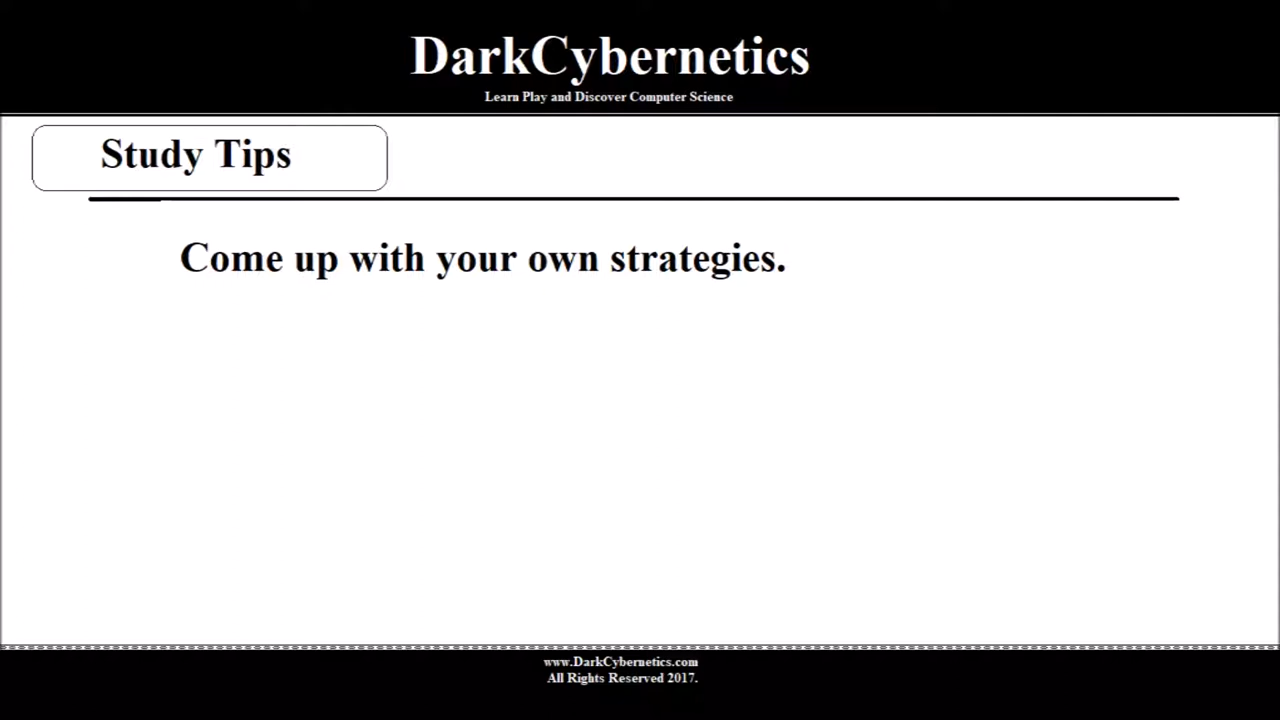 DarkCybernetics
Learn Play and Discover Computer Science
Study Tips
Come up with your own strategies.
www.DarkCybernetics.com
All Rights Reserved 2017.